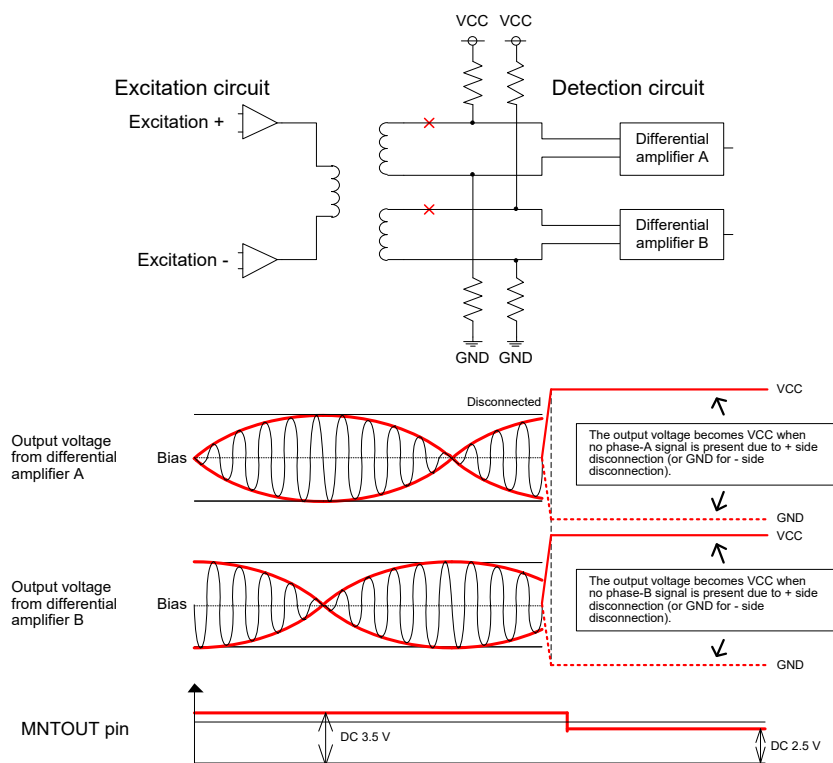 VCC VCC
Excitation circuit
Detection circuit
Excitation +
Differential
amplifier A
Differential
amplifier B
Excitation -
GND GND
Disconnected
VCC
Output voltage
from differential
amplifier A
Bias
The output voltage becomes VCC when
no phase-A signal is present due to + side
disconnection (or GND for - side
disconnection).
GND
VCC
Output voltage
from differential
amplifier B
Bias
The output voltage becomes VCC when
no phase-B signal is present due to + side
disconnection (or GND for - side
disconnection).
GND
MNTOUT pin
DC 3.5 V
DC 2.5 V